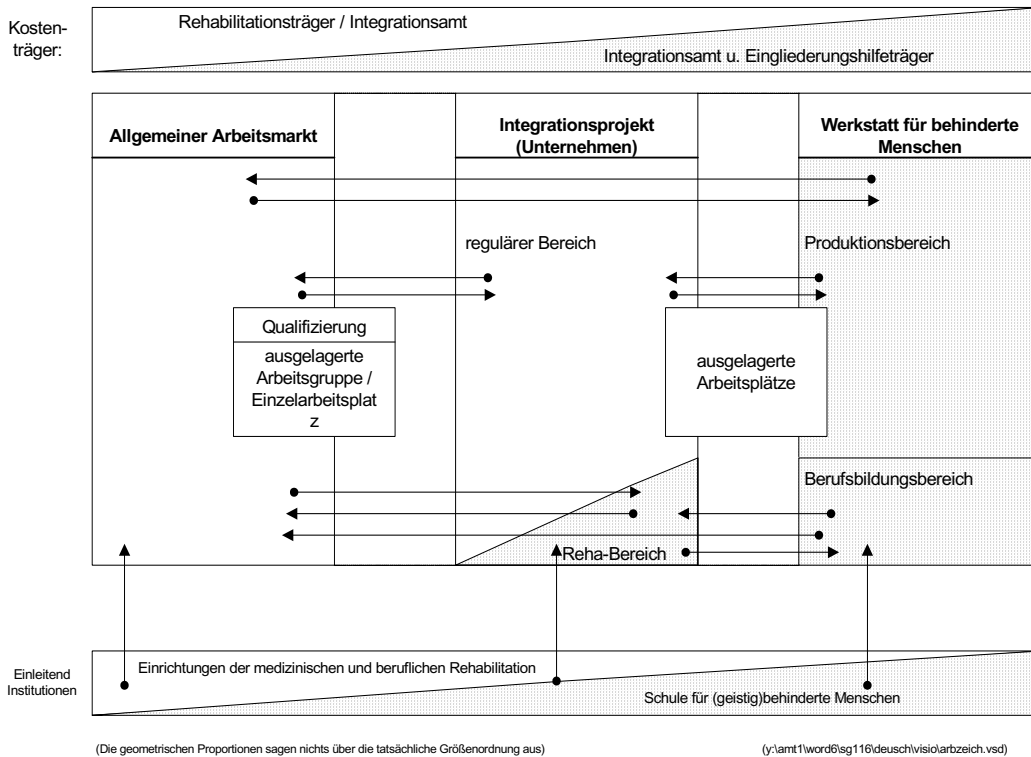 Kosten-
träger:
Rehabilitationsträger / Integrationsamt
Integrationsamt u. Eingliederungshilfeträger
Allgemeiner Arbeitsmarkt
Integrationsprojekt
(Unternehmen)
Werkstatt für behinderte
Menschen
regulärer Bereich
Produktionsbereich
Qualifizierung
ausgelagerte
Arbeitsgruppe /
Einzelarbeitsplat
z
ausgelagerte
Arbeitsplätze
Berufsbildungsbereich
Reha-Bereich
Einleitend
Institutionen
Einrichtungen der medizinischen und beruflichen Rehabilitation
Schule für (geistig)behinderte Menschen
(Die geometrischen Proportionen sagen nichts über die tatsächliche Größenordnung aus)
(y:\amt1\word6\sg116\deusch\visio\arbzeich.vsd)